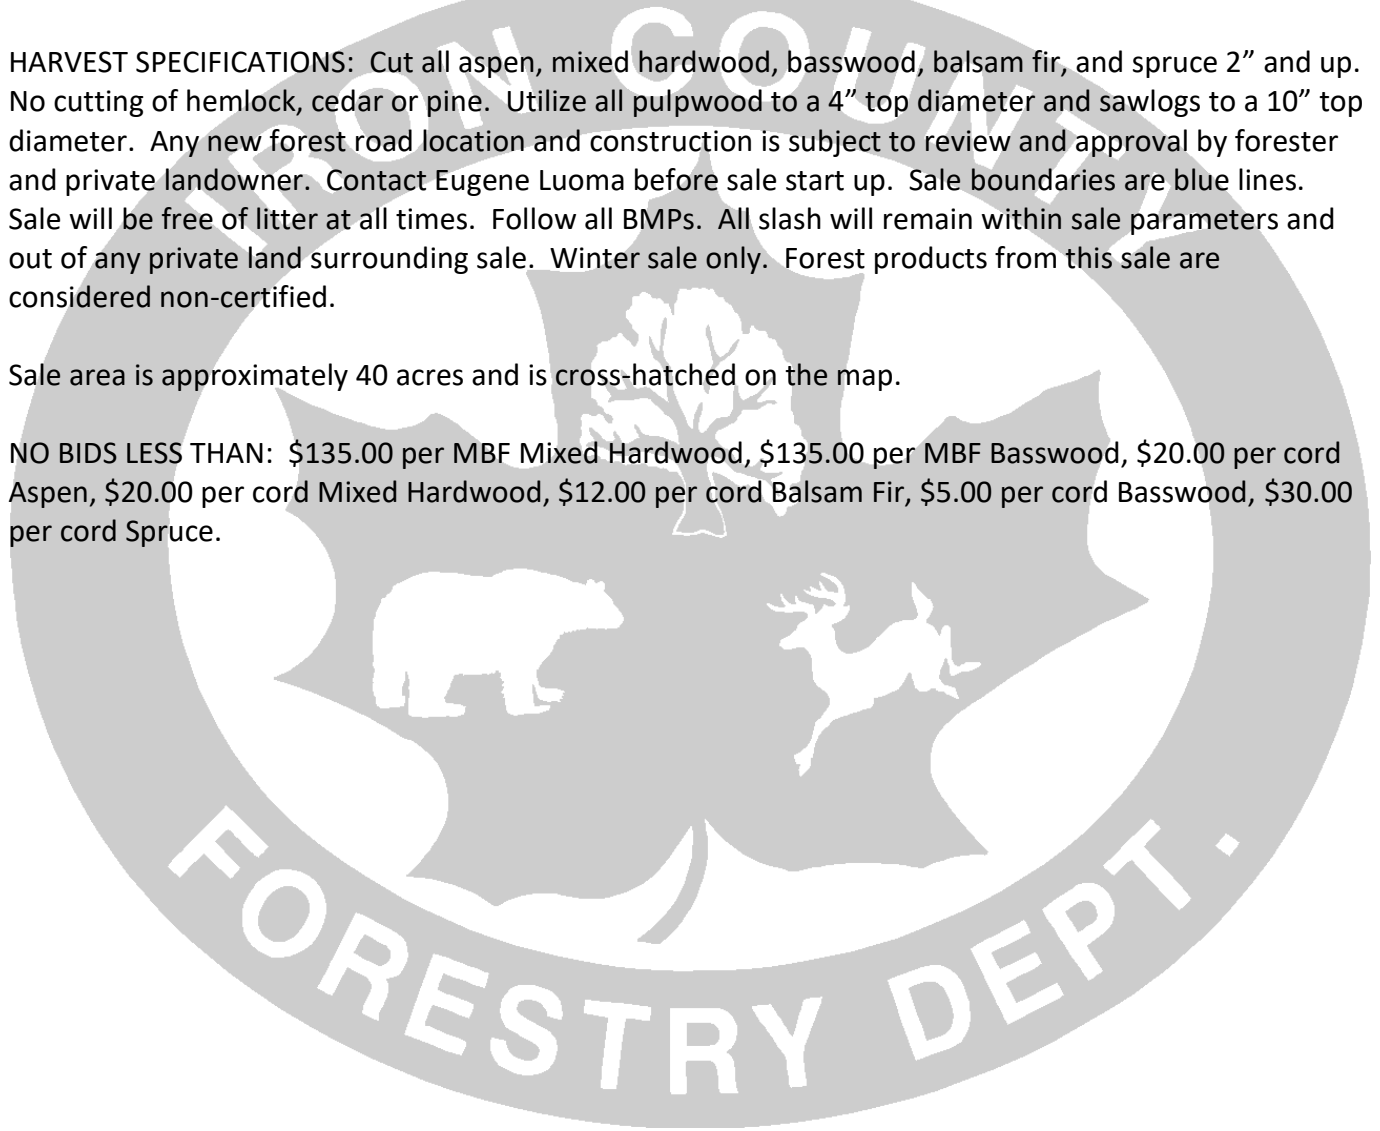 IRON COUNTY
HARVEST SPECIFICATIONS:  Cut all aspen, mixed hardwood, basswood, balsam fir, and spruce 2” and up.
No cutting of hemlock, cedar or pine.  Utilize all pulpwood to a 4” top diameter and sawlogs to a 10” top
diameter.  Any new forest road location and construction is subject to review and approval by forester
and private landowner.  Contact Eugene Luoma before sale start up.  Sale boundaries are blue lines.
Sale will be free of litter at all times.  Follow all BMPs.  All slash will remain within sale parameters and
out of any private land surrounding sale.  Winter sale only.  Forest products from this sale are
considered non-certified.
Sale area is approximately 40 acres and is cross-hatched on the map.
NO BIDS LESS THAN:  $135.00 per MBF Mixed Hardwood, $135.00 per MBF Basswood, $20.00 per cord
Aspen, $20.00 per cord Mixed Hardwood, $12.00 per cord Balsam Fir, $5.00 per cord Basswood, $30.00
per cord Spruce.
FORESTRY DEPT.